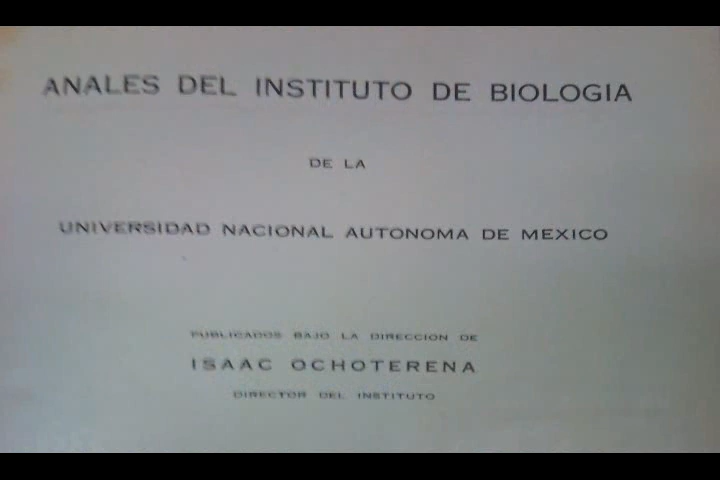 ANALES DEL INSTITUTO DE BIOLOGIA
DE LA
UNIVERSIDAD NACIONAL AUTONOMA DE MEXICO
PUBLICADOS BAJO LA DIRECCION DE
ISAAC OCHOTERENA
DIRECTOR DEL INSTITUTO